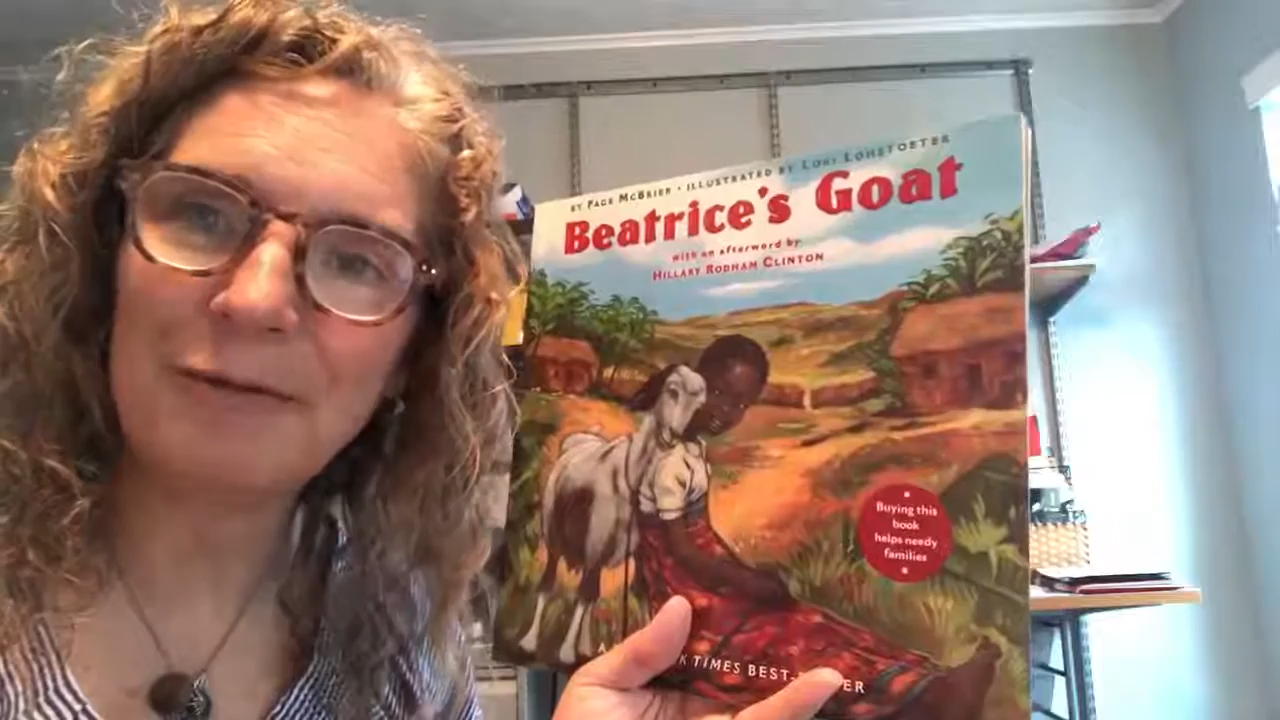 BY PAGE MCBRIER • ILLUSTRATED BY LORI LOHSTOETER
Beatrice's Goat
with an afterword by
HILLARY RODHAM CLINTON
Buying this
book
helps needy
families
A K TIMES BEST- ER